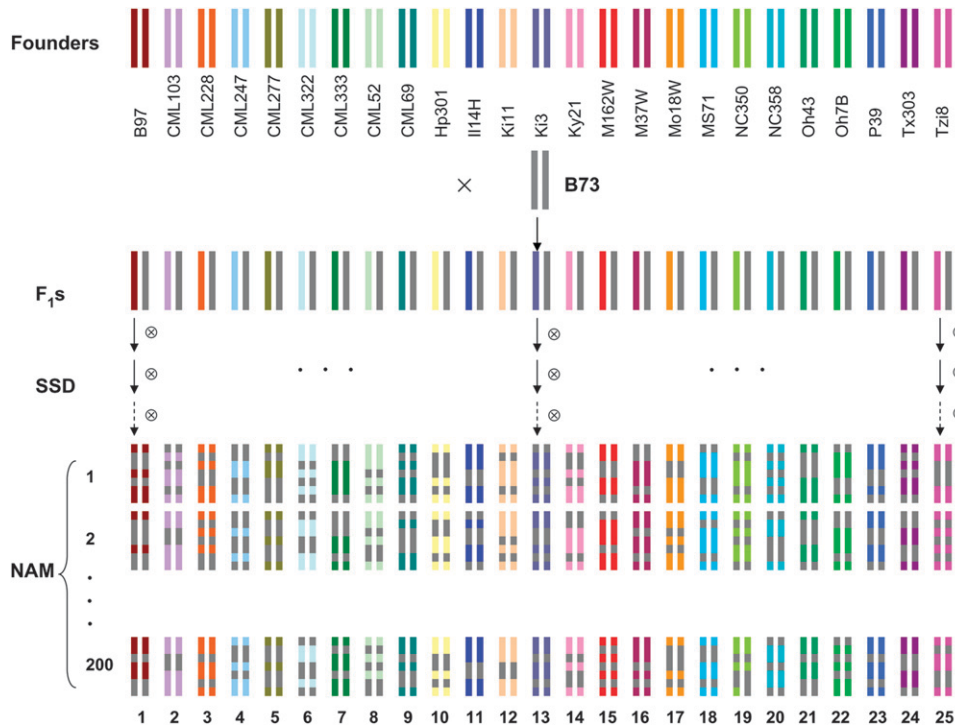 Founders
B97 CML103 CML228 CML247 CML277 CML322 CML333 CML52 CML69 Hp301 Il14H Ki11 Ki3 Ky21 M162W M37W Mo18W MS71 NC350 NC358 Oh43 Oh7B P39 Tx303 Tzi8
× B73
F1s
SSD
1
2
NAM
200
1 2 3 4 5 6 7 8 9 10 11 12 13 14 15 16 17 18 19 20 21 22 23 24 25